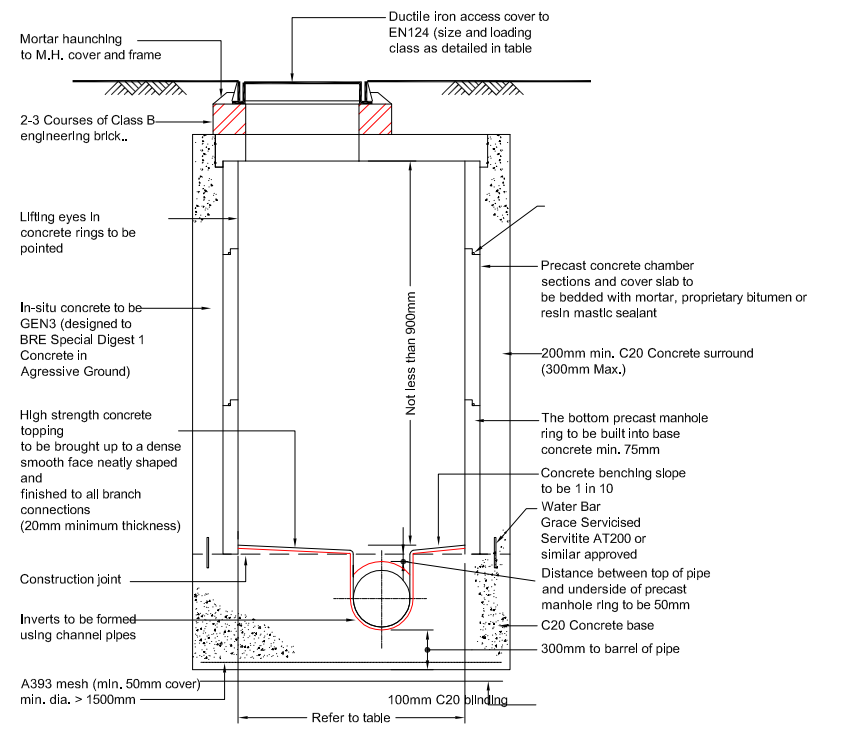 Ductile iron access cover to
EN124 (size and loading
class as detailed in table
Mortar haunching
to M.H. cover and frame
2-3 Courses of Class B
engineering brick..
Lifting eyes in
concrete rings to be
pointed
Precast concrete chamber
sections and cover slab to
be bedded with mortar, proprietary bitumen or
resin mastic sealant
In-situ concrete to be
GEN3 (designed to
BRE Special Digest 1
Concrete in
Agressive Ground)
Not less than 900mm
200mm min. C20 Concrete surround
(300mm Max.)
High strength concrete
topping
to be brought up to a dense
smooth face neatly shaped
and
finished to all branch
connections
(20mm minimum thickness)
The bottom precast manhole
ring to be built into base
concrete min. 75mm
Concrete benching slope
to be 1 in 10
Water Bar
Grace Servicised
Servitite AT200 or
similar approved
Construction joint
Distance between top of pipe
and underside of precast
manhole ring to be 50mm
Inverts to be formed
using channel pipes
C20 Concrete base
300mm to barrel of pipe
A393 mesh (min. 50mm cover)
min. dia. > 1500mm
100mm C20 blinding
Refer to table